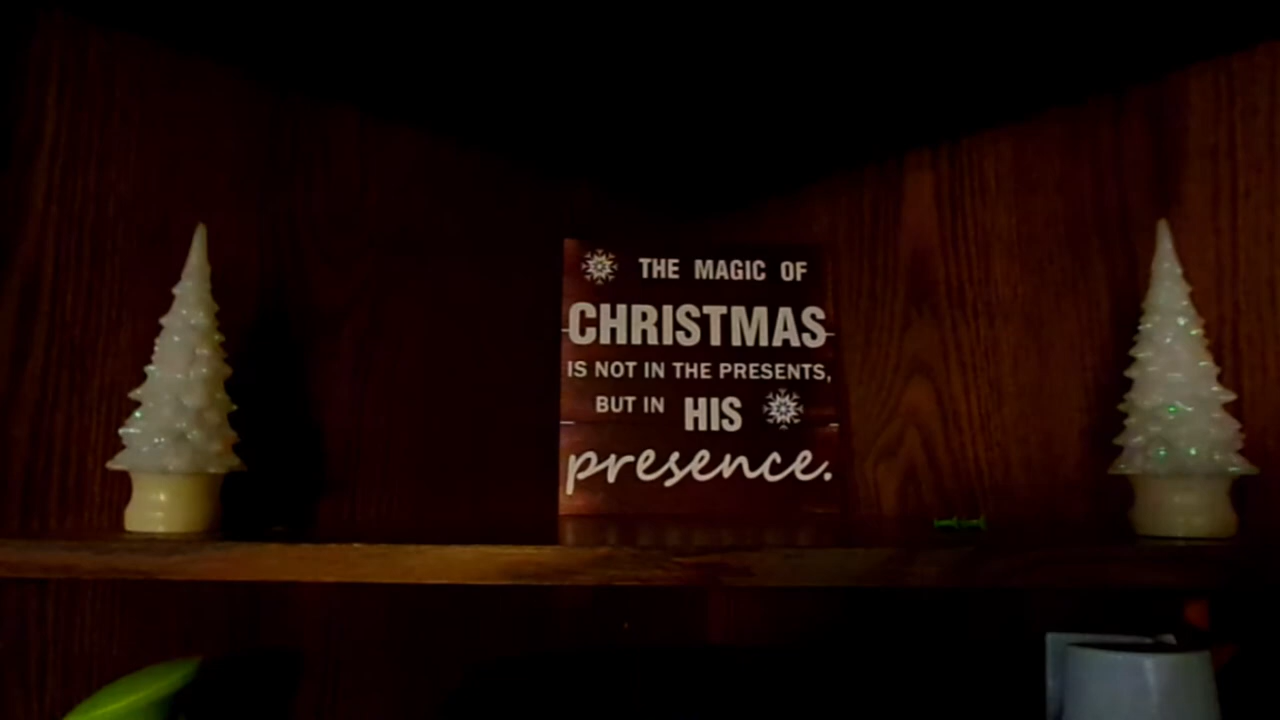 THE MAGIC OF
CHRISTMAS
IS NOT IN THE PRESENTS,
BUT IN HIS
presence.